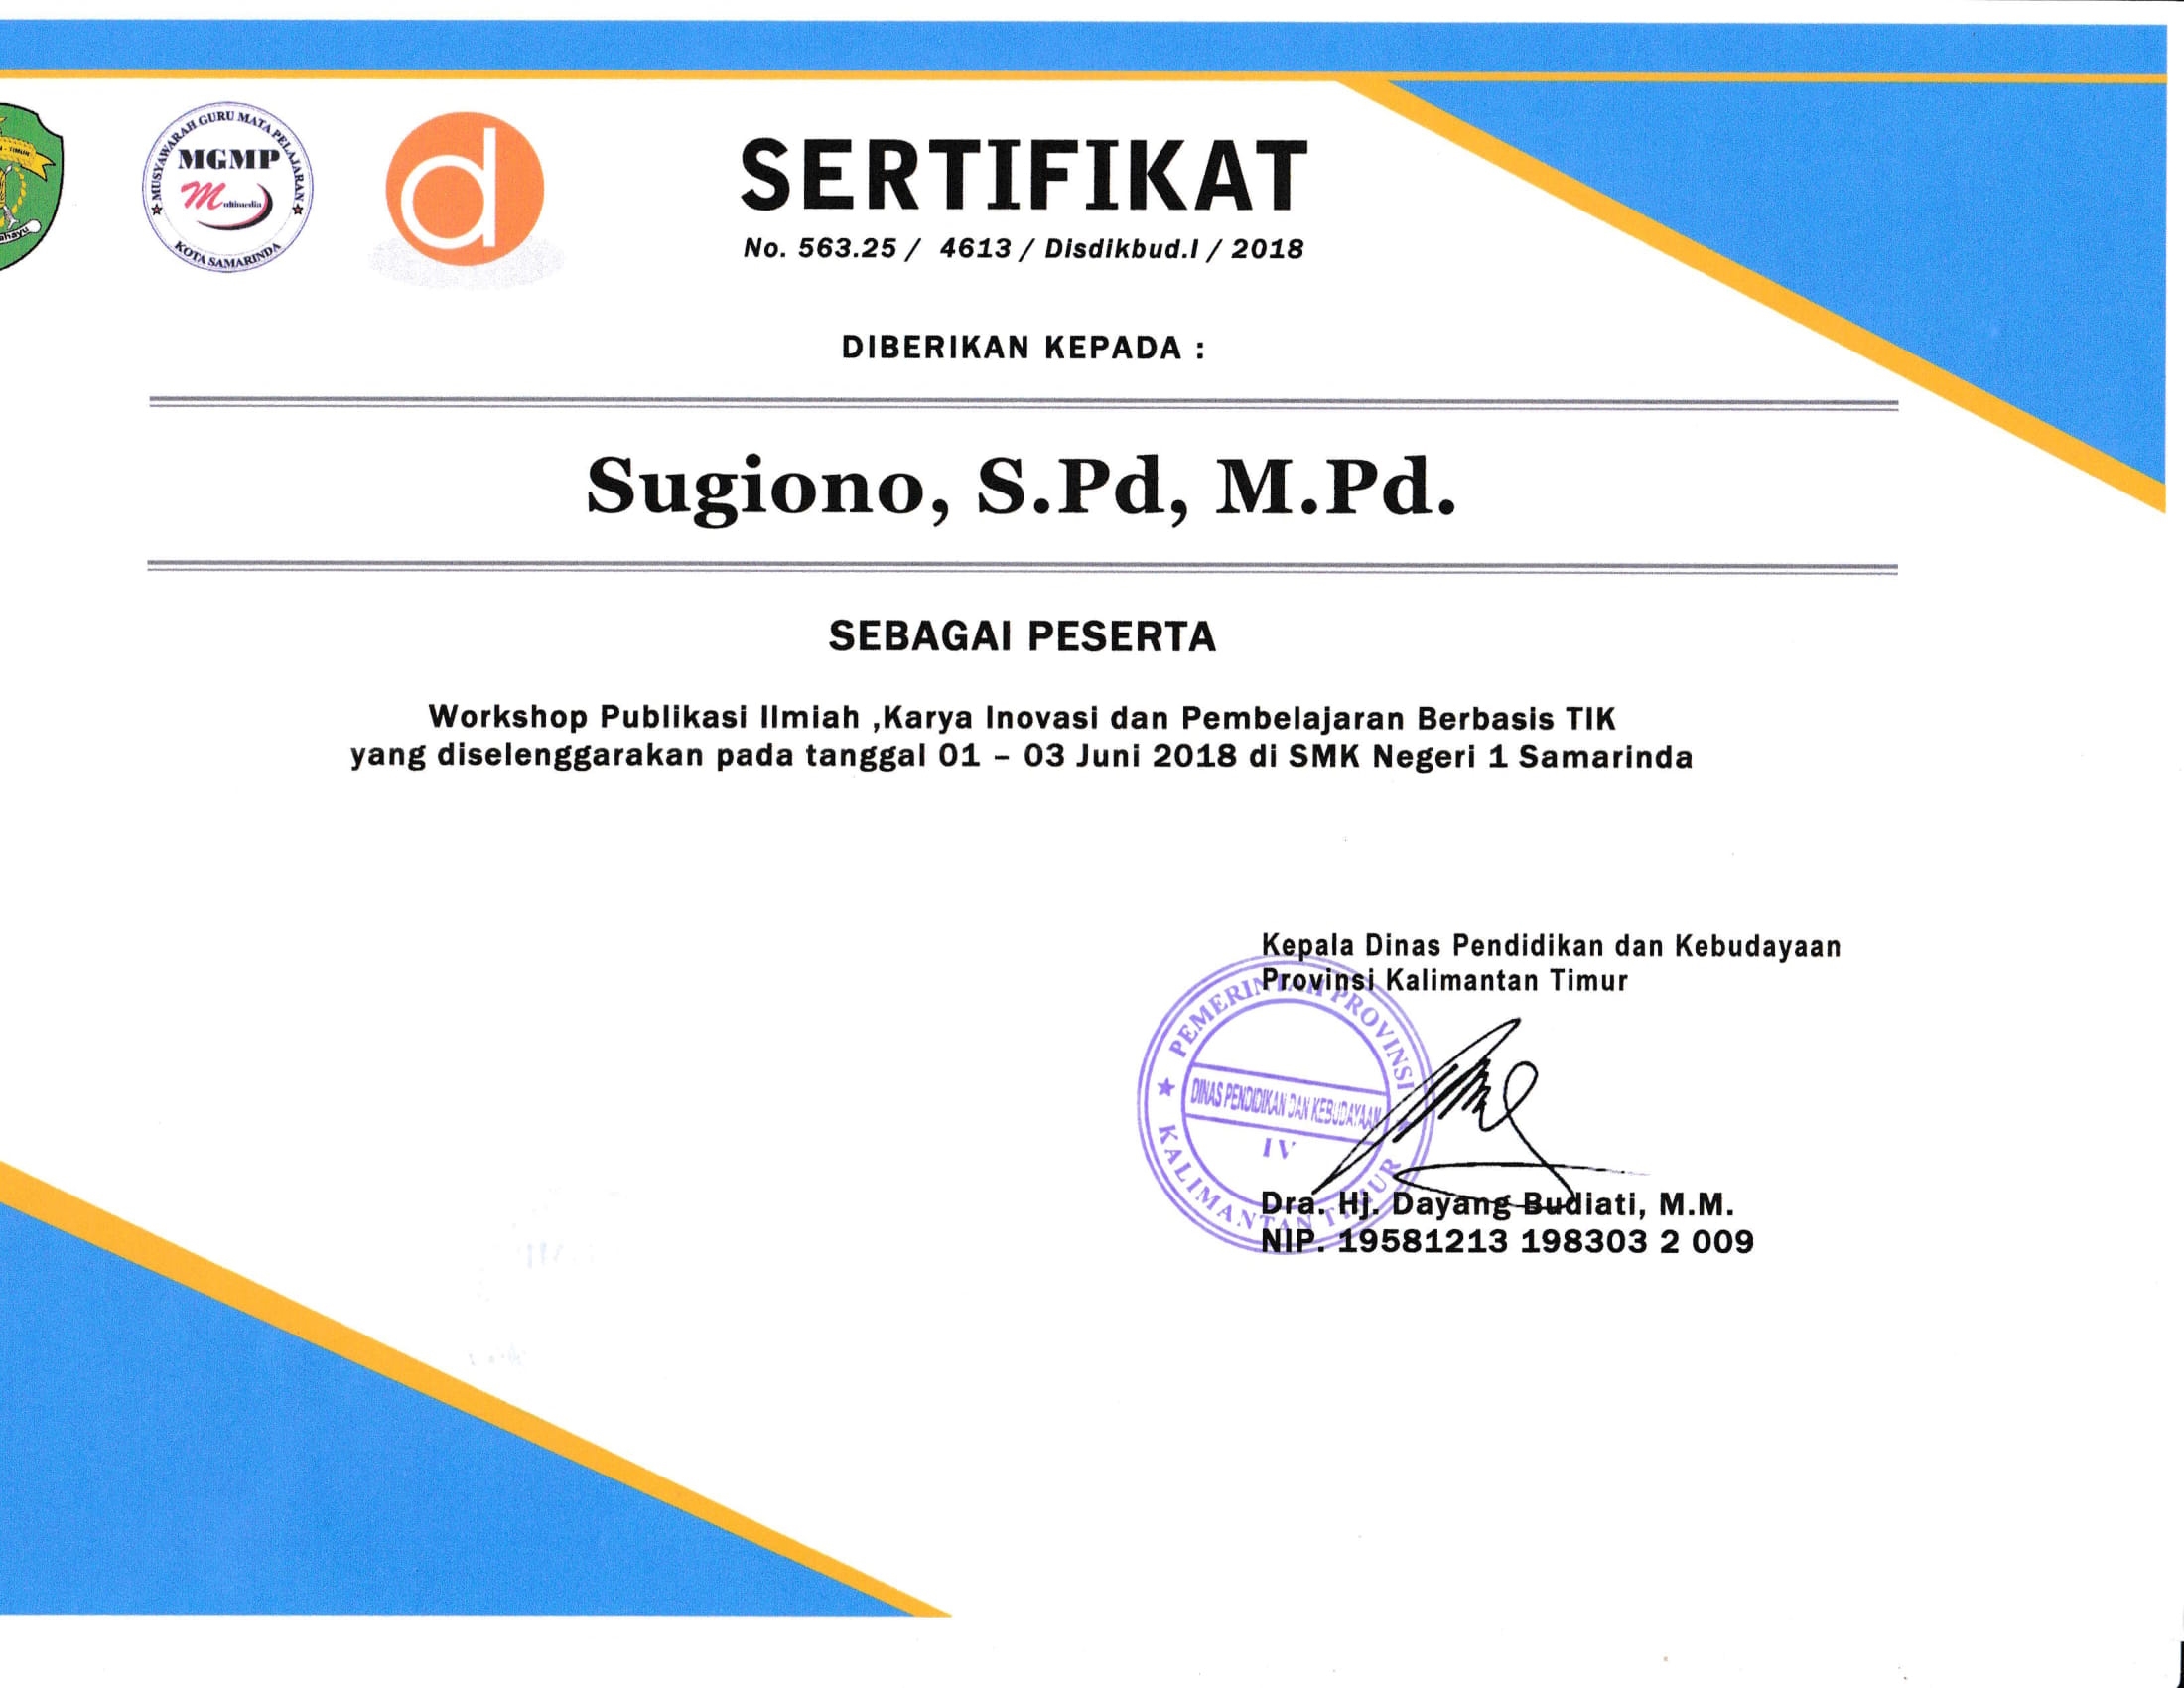 MUSYAWARAH GURU MATA PELAJARAN
MGMP
Multimedia
KOTA SAMARINDA
d
SERTIFIKAT
No. 563.25 / 4613 / Disdikbud.I / 2018
DIBERIKAN KEPADA :
Sugiono, S.Pd, M.Pd.
SEBAGAI PESERTA
Workshop Publikasi Ilmiah ,Karya Inovasi dan Pembelajaran Berbasis TIK
yang diselenggarakan pada tanggal 01 – 03 Juni 2018 di SMK Negeri 1 Samarinda
Kepala Dinas Pendidikan dan Kebudayaan
Provinsi Kalimantan Timur
PEMERINTAH PROVINSI
DINAS PENDIDIKAN DAN KEBUDAYAAN
IV
KALIMANTAN TIMUR
Dra. Hj. Dayang Budiati, M.M.
NIP. 19581213 198303 2 009